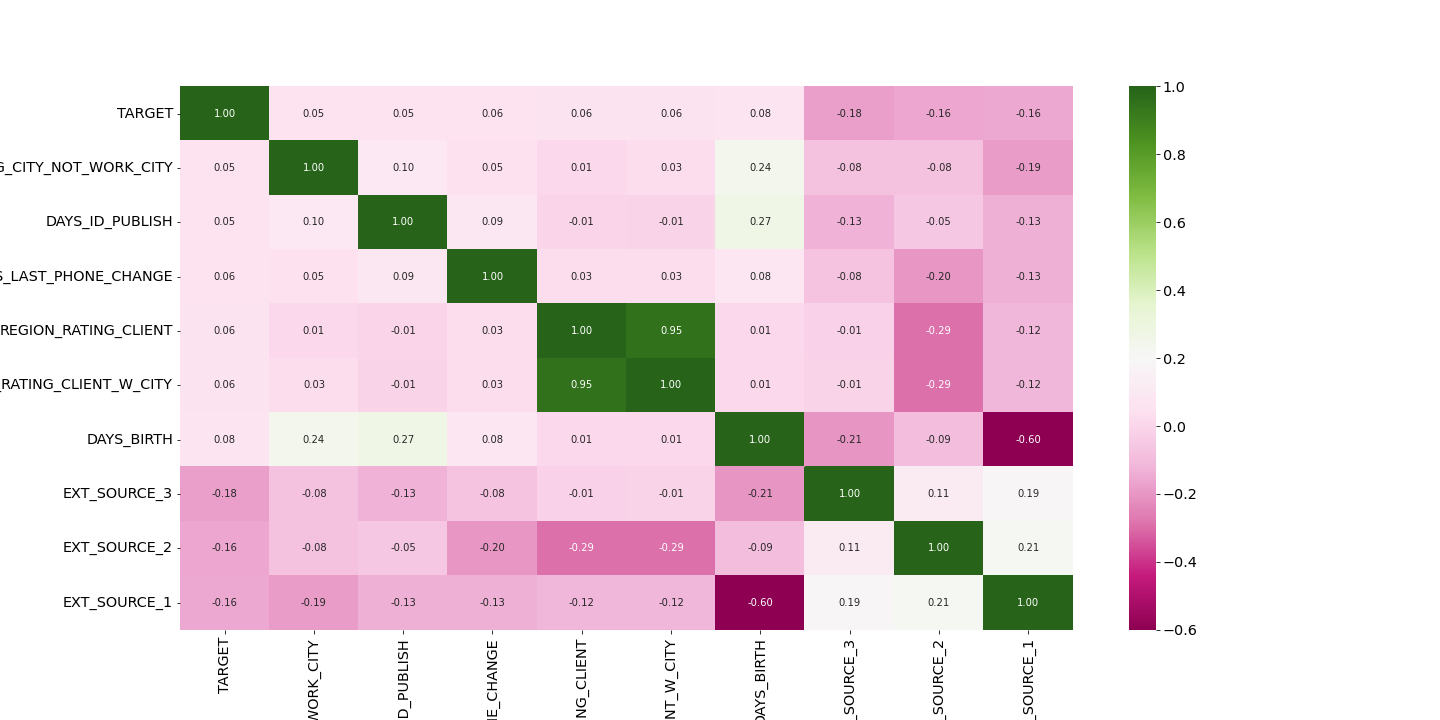 TARGET 1.00 0.05 0.05 0.06 0.06 0.06 0.08 -0.18 -0.16 -0.16
G_CITY_NOT_WORK_CITY 0.05 1.00 0.10 0.05 0.01 0.03 0.24 -0.08 -0.08 -0.19
DAYS_ID_PUBLISH 0.05 0.10 1.00 0.09 -0.01 -0.01 0.27 -0.13 -0.05 -0.13
S_LAST_PHONE_CHANGE 0.06 0.05 0.09 1.00 0.03 0.03 0.08 -0.08 -0.20 -0.13
REGION_RATING_CLIENT 0.06 0.01 -0.01 0.03 1.00 0.95 0.01 -0.01 -0.29 -0.12
_RATING_CLIENT_W_CITY 0.06 0.03 -0.01 0.03 0.95 1.00 0.01 -0.01 -0.29 -0.12
DAYS_BIRTH 0.08 0.24 0.27 0.08 0.01 0.01 1.00 -0.21 -0.09 -0.60
EXT_SOURCE_3 -0.18 -0.08 -0.13 -0.08 -0.01 -0.01 -0.21 1.00 0.11 0.19
EXT_SOURCE_2 -0.16 -0.08 -0.05 -0.20 -0.29 -0.29 -0.09 0.11 1.00 0.21
EXT_SOURCE_1 -0.16 -0.19 -0.13 -0.13 -0.12 -0.12 -0.60 0.19 0.21 1.00
TARGET
WORK_CITY
D_PUBLISH
NE_CHANGE
NG_CLIENT
NT_W_CITY
DAYS_BIRTH
_SOURCE_3
_SOURCE_2
_SOURCE_1
1.0
0.8
0.6
0.4
0.2
0.0
−0.2
−0.4
−0.6